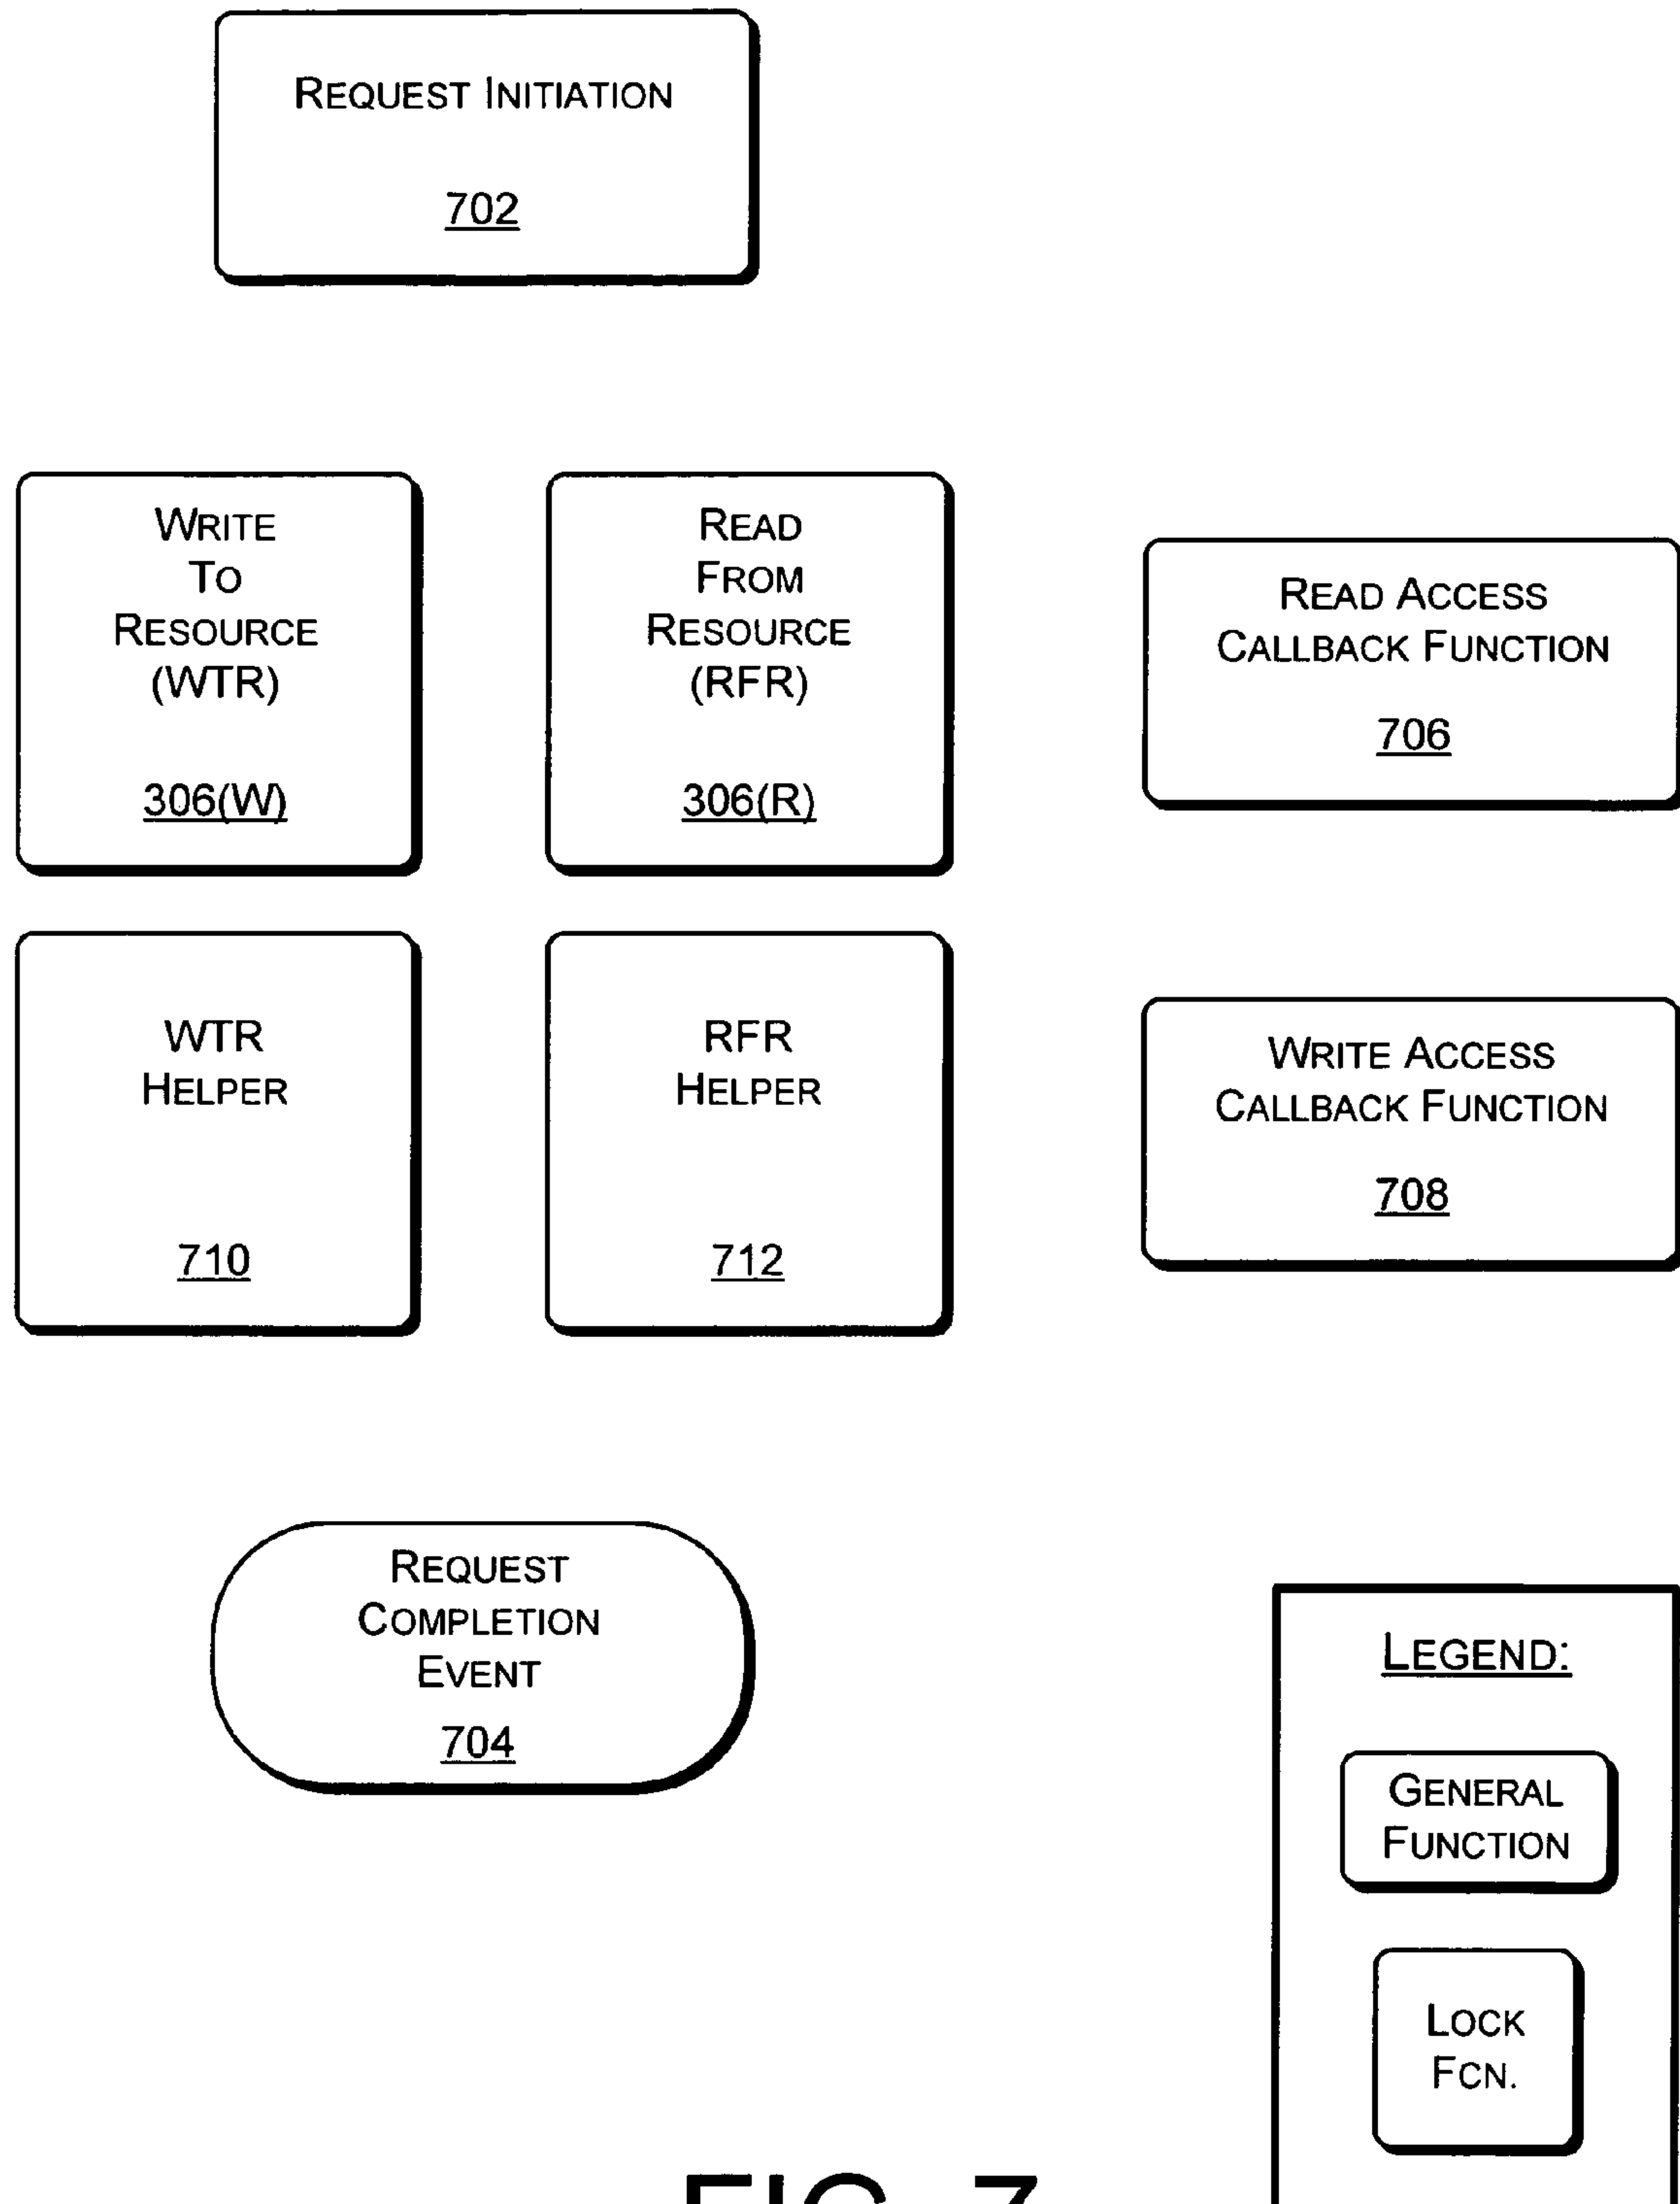 REQUEST INITIATION
702
WRITE
TO
RESOURCE
(WTR)
306(W)
READ
FROM
RESOURCE
(RFR)
306(R)
READ ACCESS
CALLBACK FUNCTION
706
WTR
HELPER
710
RFR
HELPER
712
WRITE ACCESS
CALLBACK FUNCTION
708
REQUEST
COMPLETION
EVENT
704
LEGEND:
GENERAL
FUNCTION
LOCK
FCN.
FIG. 7